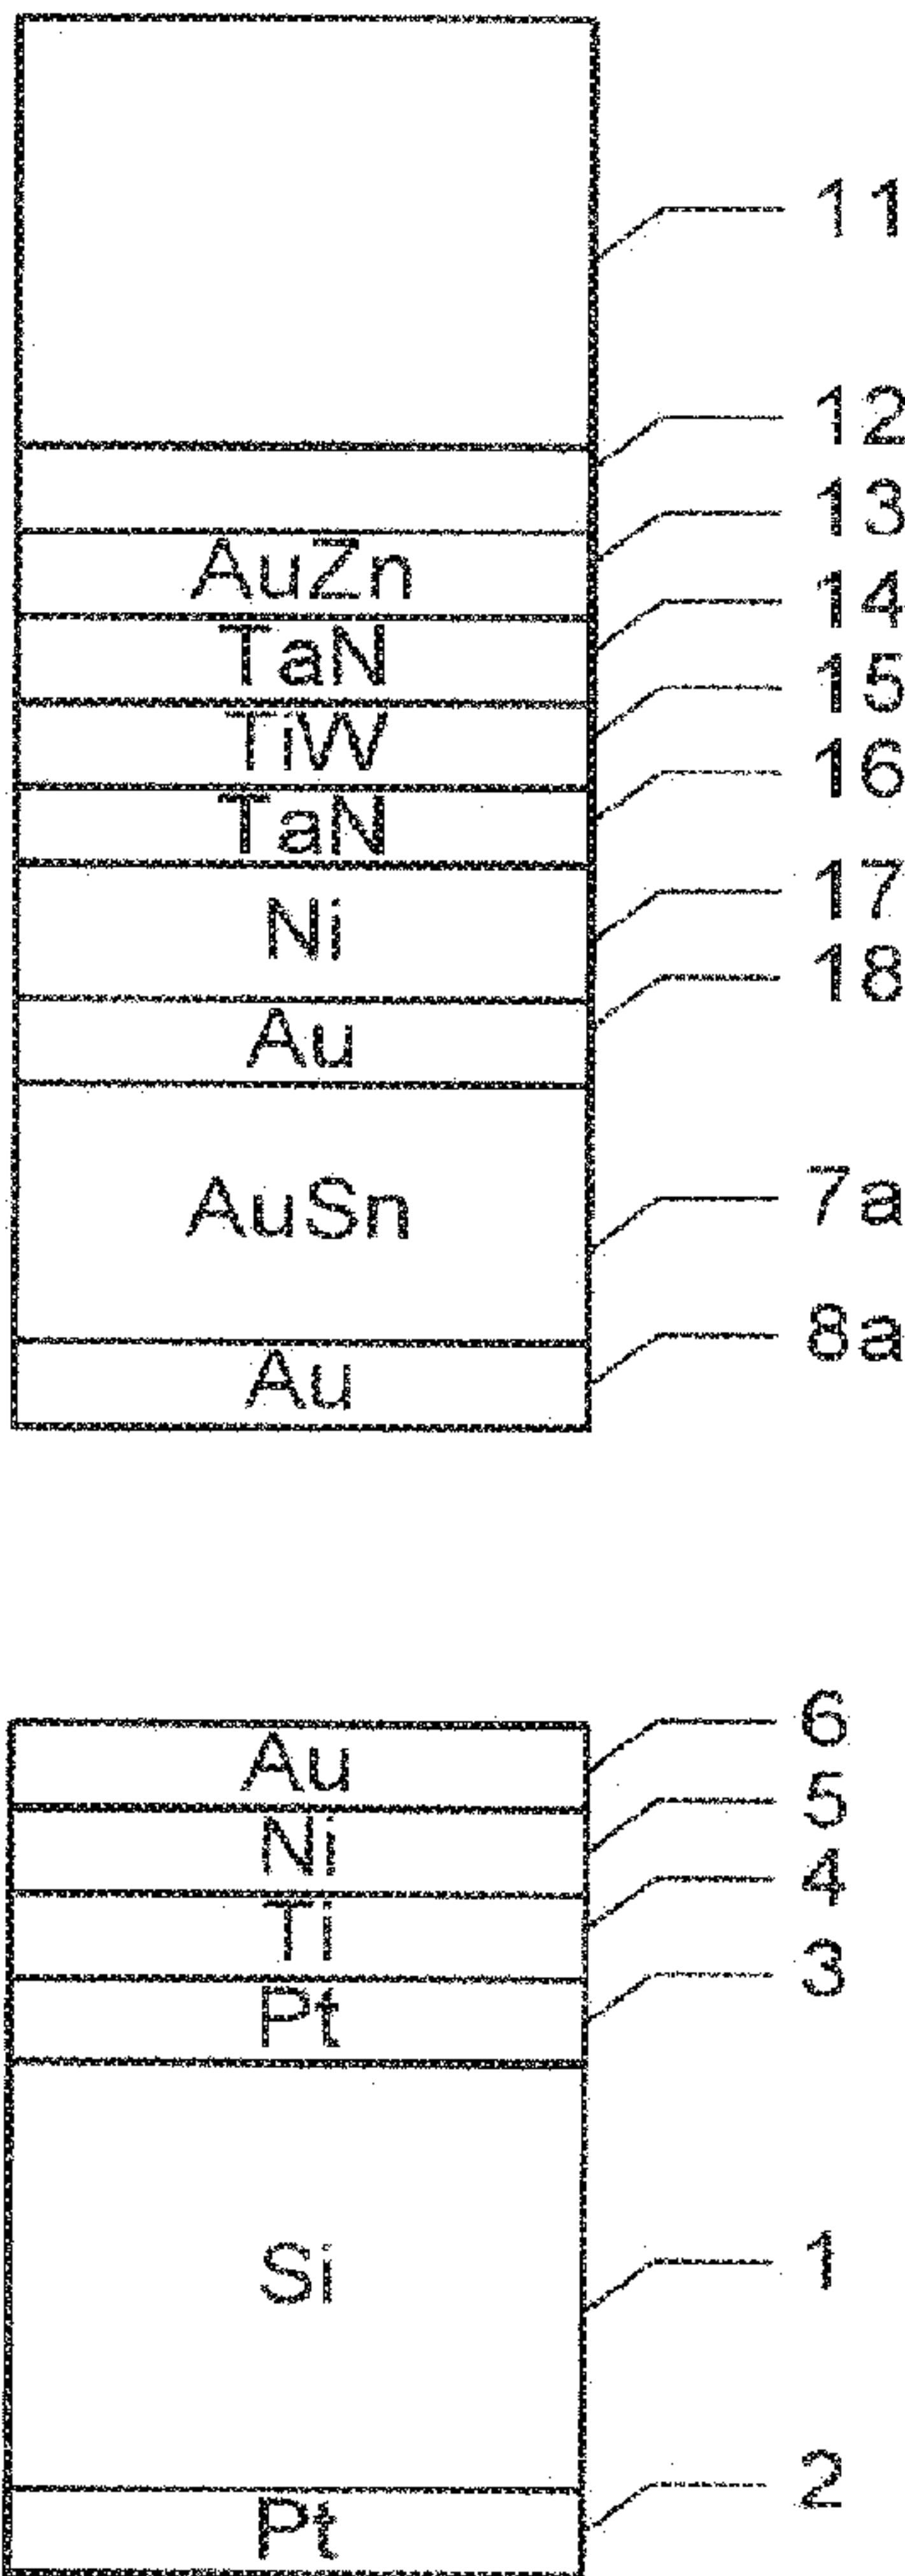 11
12
AuZn 13
TaN 14
TiW 15
TaN 16
Ni 17
Au 18
AuSn 7a
Au 8a
Au 6
Ni 5
Ti 4
Pt 3
Si 1
Pt 2